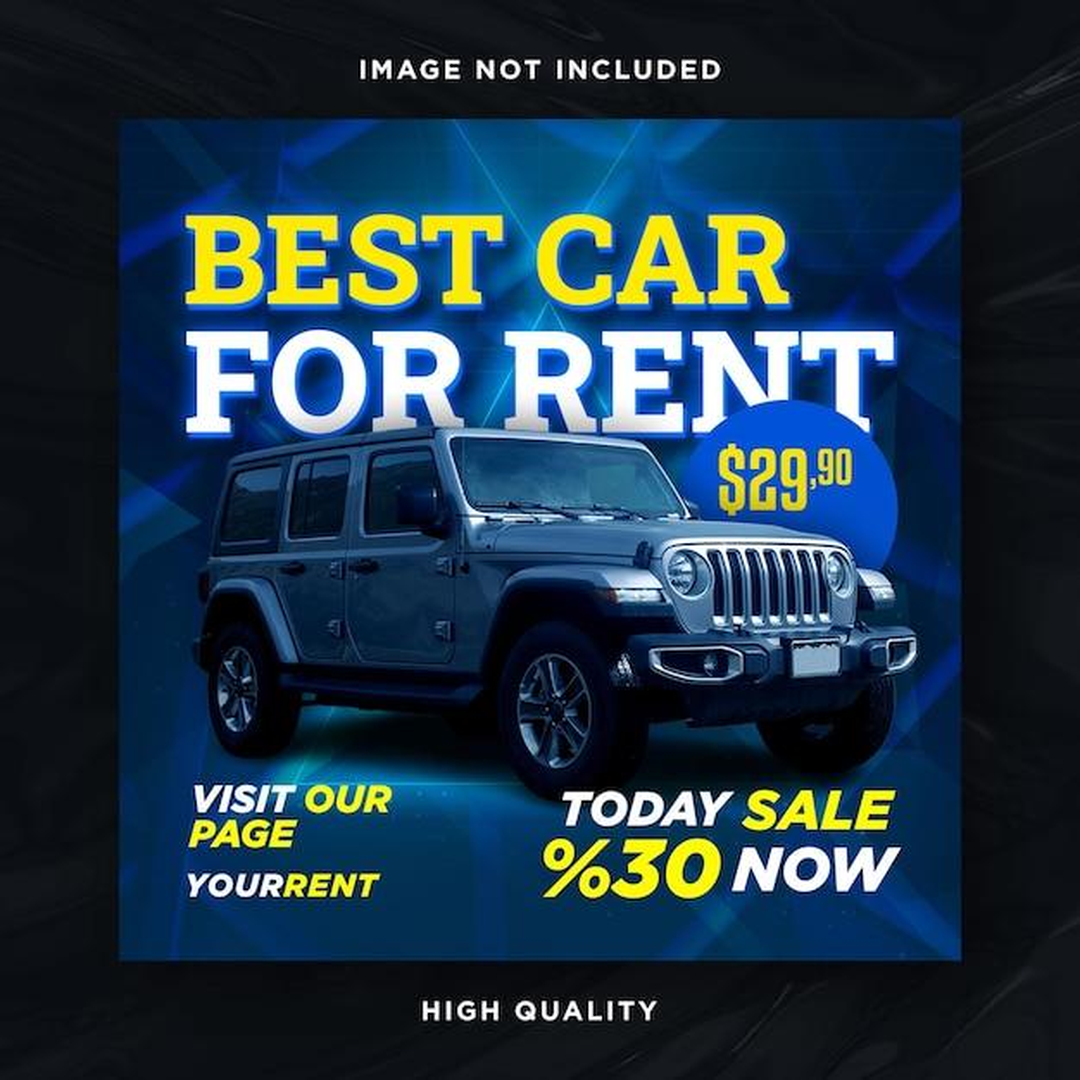 IMAGE NOT INCLUDED
BEST CAR
FOR RENT
$29,90
VISIT OUR
PAGE
YOURRENT
TODAY SALE
%30 NOW
HIGH QUALITY